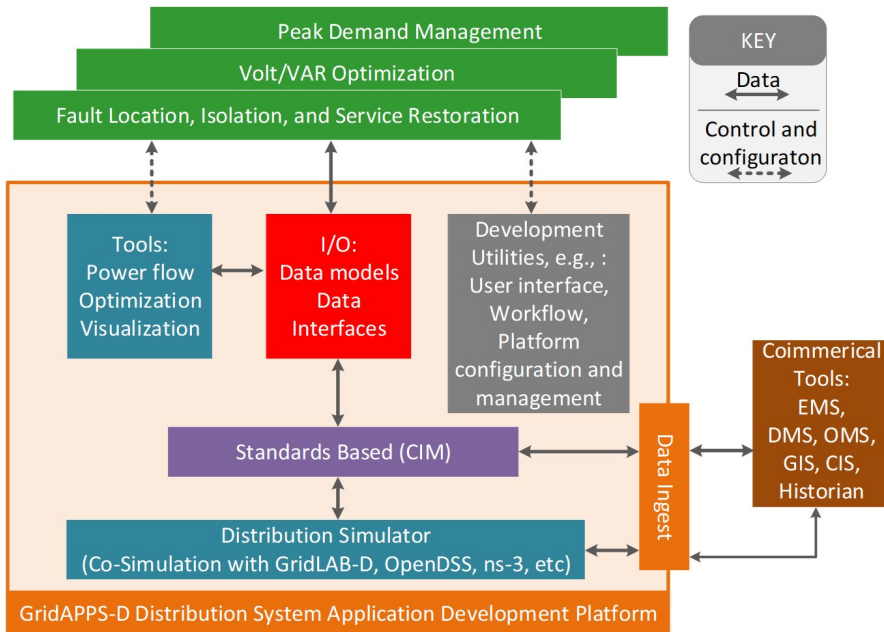 Peak Demand Management
Volt/VAR Optimization
Fault Location, Isolation, and Service Restoration
KEY
Data
Control and
configuraton
Tools:
Power flow
Optimization
Visualization
I/O:
Data models
Data
Interfaces
Development
Utilities, e.g., :
User interface,
Workflow,
Platform
configuration and
management
Coimmerical
Tools:
EMS,
DMS, OMS,
GIS, CIS,
Historian
Standards Based (CIM)
Data Ingest
Distribution Simulator
(Co-Simulation with GridLAB-D, OpenDSS, ns-3, etc)
GridAPPS-D Distribution System Application Development Platform